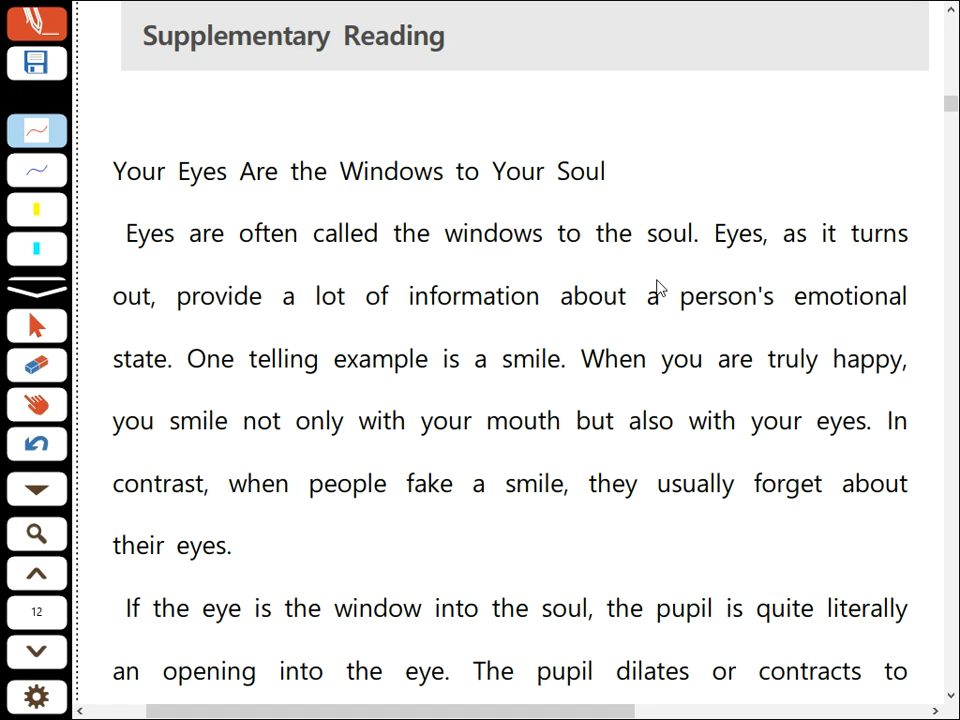 Supplementary Reading
Your Eyes Are the Windows to Your Soul
Eyes are often called the windows to the soul. Eyes, as it turns
out, provide a lot of information about a person's emotional
state. One telling example is a smile. When you are truly happy,
you smile not only with your mouth but also with your eyes. In
contrast, when people fake a smile, they usually forget about
their eyes.
If the eye is the window into the soul, the pupil is quite literally
an opening into the eye. The pupil dilates or contracts to
12